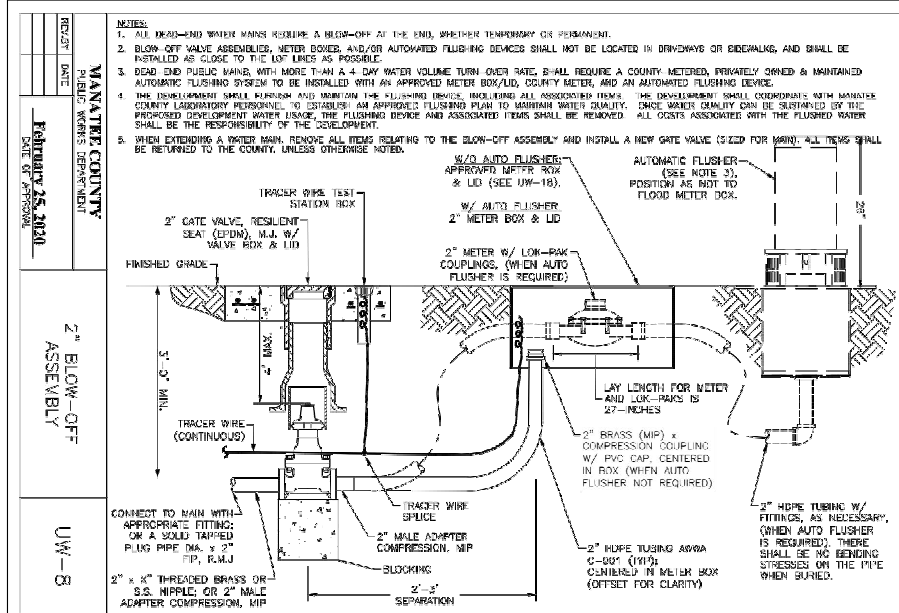 NOTES:
1. ALL DEAD-END WATER MAINS REQUIRE A BLOW-OFF AT THE END, WHETHER TEMPORARY OR PERMANENT.
2. BLOW-OFF VALVE ASSEMBLIES, METER BOXES, AND/OR AUTOMATED FLUSHING DEVICES SHALL NOT BE LOCATED IN DRIVEWAYS OR SIDEWALKS, AND SHALL BE
INSTALLED AS CLOSE TO THE LOT LINES AS POSSIBLE.
3. DEAD END PUBLIC MAINS, WITH MORE THAN A 4 DAY WATER VOLUME TURN OVER RATE, SHALL REQUIRE A COUNTY METERED, PRIVATELY OWNED & MAINTAINED
AUTOMATIC FLUSHING SYSTEM TO BE INSTALLED WITH AN APPROVED METER BOX/LID, COUNTY METER, AND AN AUTOMATED FLUSHING DEVICE.
4. THE DEVELOPMENT SHALL FURNISH AND MAINTAIN THE FLUSHING DEVICE, INCLUDING ALL ASSOCIATED ITEMS. THE DEVELOPMENT SHALL COORDINATE WITH MANATEE
COUNTY LABORATORY PERSONNEL TO ESTABLISH AN APPROVED FLUSHING PLAN TO MAINTAIN WATER QUALITY. ONCE WATER QUALITY CAN BE SUSTAINED BY THE
PROPOSED DEVELOPMENT WATER USAGE, THE FLUSHING DEVICE AND ASSOCIATED ITEMS SHALL BE REMOVED. ALL COSTS ASSOCIATED WITH THE FLUSHED WATER
SHALL BE THE RESPONSIBILITY OF THE DEVELOPMENT.
5. WHEN EXTENDING A WATER MAIN, REMOVE ALL ITEMS RELATING TO THE BLOW-OFF ASSEMBLY AND INSTALL A NEW GATE VALVE (SIZED FOR MAIN). ALL ITEMS SHALL
BE RETURNED TO THE COUNTY, UNLESS OTHERWISE NOTED.
REV.BY DATE
MANATEE COUNTY
PUBLIC WORKS DEPARTMENT
February 25, 2020
DATE OF APPROVAL
2" BLOW-OFF
ASSEMBLY
UW-8
W/O AUTO FLUSHER:
APPROVED METER BOX
& LID (SEE UW-18).
W/ AUTO FLUSHER
2" METER BOX & LID
AUTOMATIC FLUSHER
(SEE NOTE 3),
POSITION AS NOT TO
FLOOD METER BOX.
TRACER WIRE TEST
STATION BOX
2" GATE VALVE, RESILIENT
SEAT (EPDM), M.J. W/
VALVE BOX & LID
2" METER W/ LOK-PAK
COUPLINGS, (WHEN AUTO
FLUSHER IS REQUIRED)
FINISHED GRADE
3'-0" MIN.
4" MAX.
TRACER WIRE
(CONTINUOUS)
LAY LENGTH FOR METER
AND LOK-PAKS IS
27-INCHES
2" BRASS (MIP) x
COMPRESSION COUPLING
W/ PVC CAP, CENTERED
IN BOX (WHEN AUTO
FLUSHER NOT REQUIRED)
CONNECT TO MAIN WITH
APPROPRIATE FITTING:
OR A SOLID TAPPED
PLUG PIPE DIA. x 2"
FIP, R.M.J
TRACER WIRE
SPLICE
2" MALE ADAPTER
COMPRESSION, MIP
BLOCKING
2" HDPE TUBING AWWA
C-901 (TYP);
CENTERED IN METER BOX
(OFFSET FOR CLARITY)
2" HDPE TUBING W/
FITTINGS, AS NECESSARY,
(WHEN AUTO FLUSHER
IS REQUIRED). THERE
SHALL BE NO BENDING
STRESSES ON THE PIPE
WHEN BURIED.
THREADED BRASS OR
S.S. NIPPLE; OR 2" MALE
ADAPTER COMPRESSION, MIP
SEPARATION